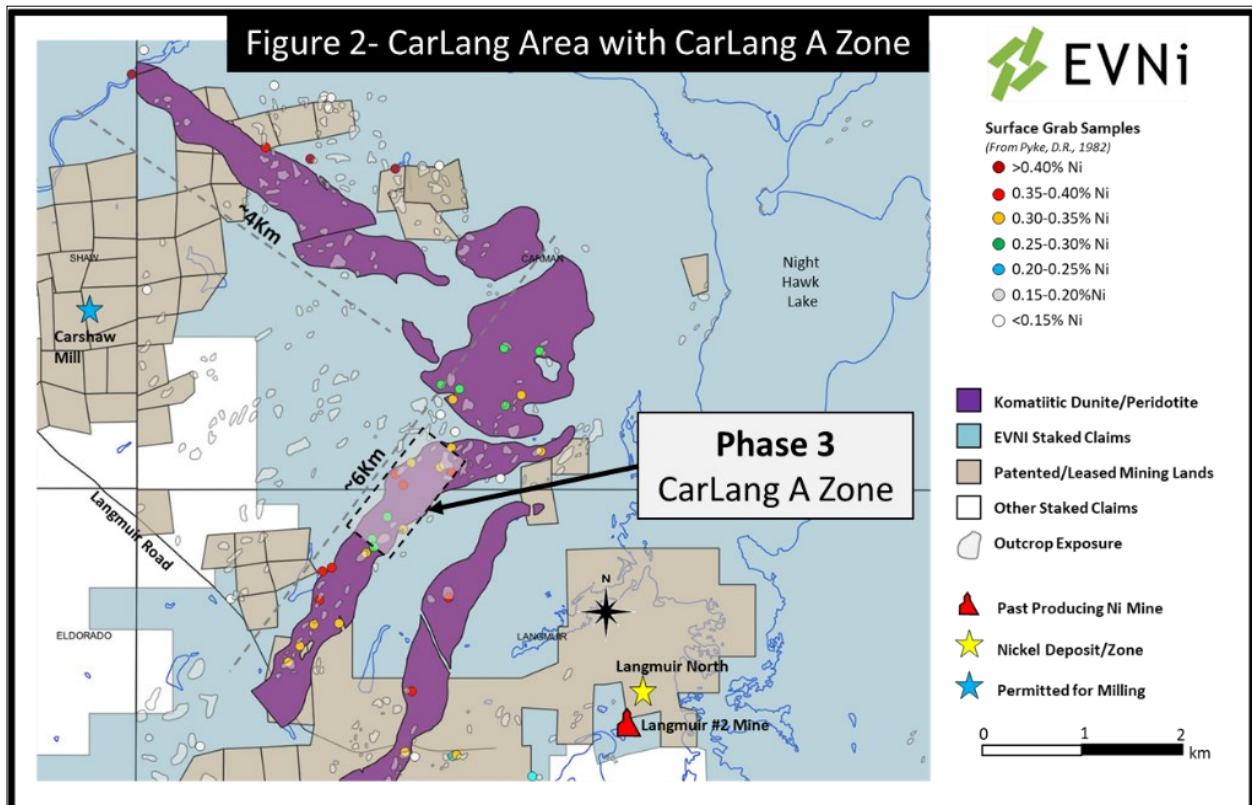 Figure 2- CarLang Area with CarLang A Zone
EVNi
Surface Grab Samples
(From Pyke, D.R., 1982)
>0.40% Ni
0.35-0.40% Ni
0.30-0.35% Ni
0.25-0.30% Ni
0.20-0.25% Ni
0.15-0.20%Ni
<0.15% Ni
~4Km
SHAW
CARMAN
Night
Hawk
Lake
Carshaw
Mill
Komatiitic Dunite/Peridotite
EVNI Staked Claims
Patented/Leased Mining Lands
Other Staked Claims
Outcrop Exposure
~6Km
Phase 3
CarLang A Zone
Langmuir Road
N
ELDORADO
LANGMUIR
Past Producing Ni Mine
Nickel Deposit/Zone
Permitted for Milling
Langmuir North
Langmuir #2 Mine
0 1 2
km